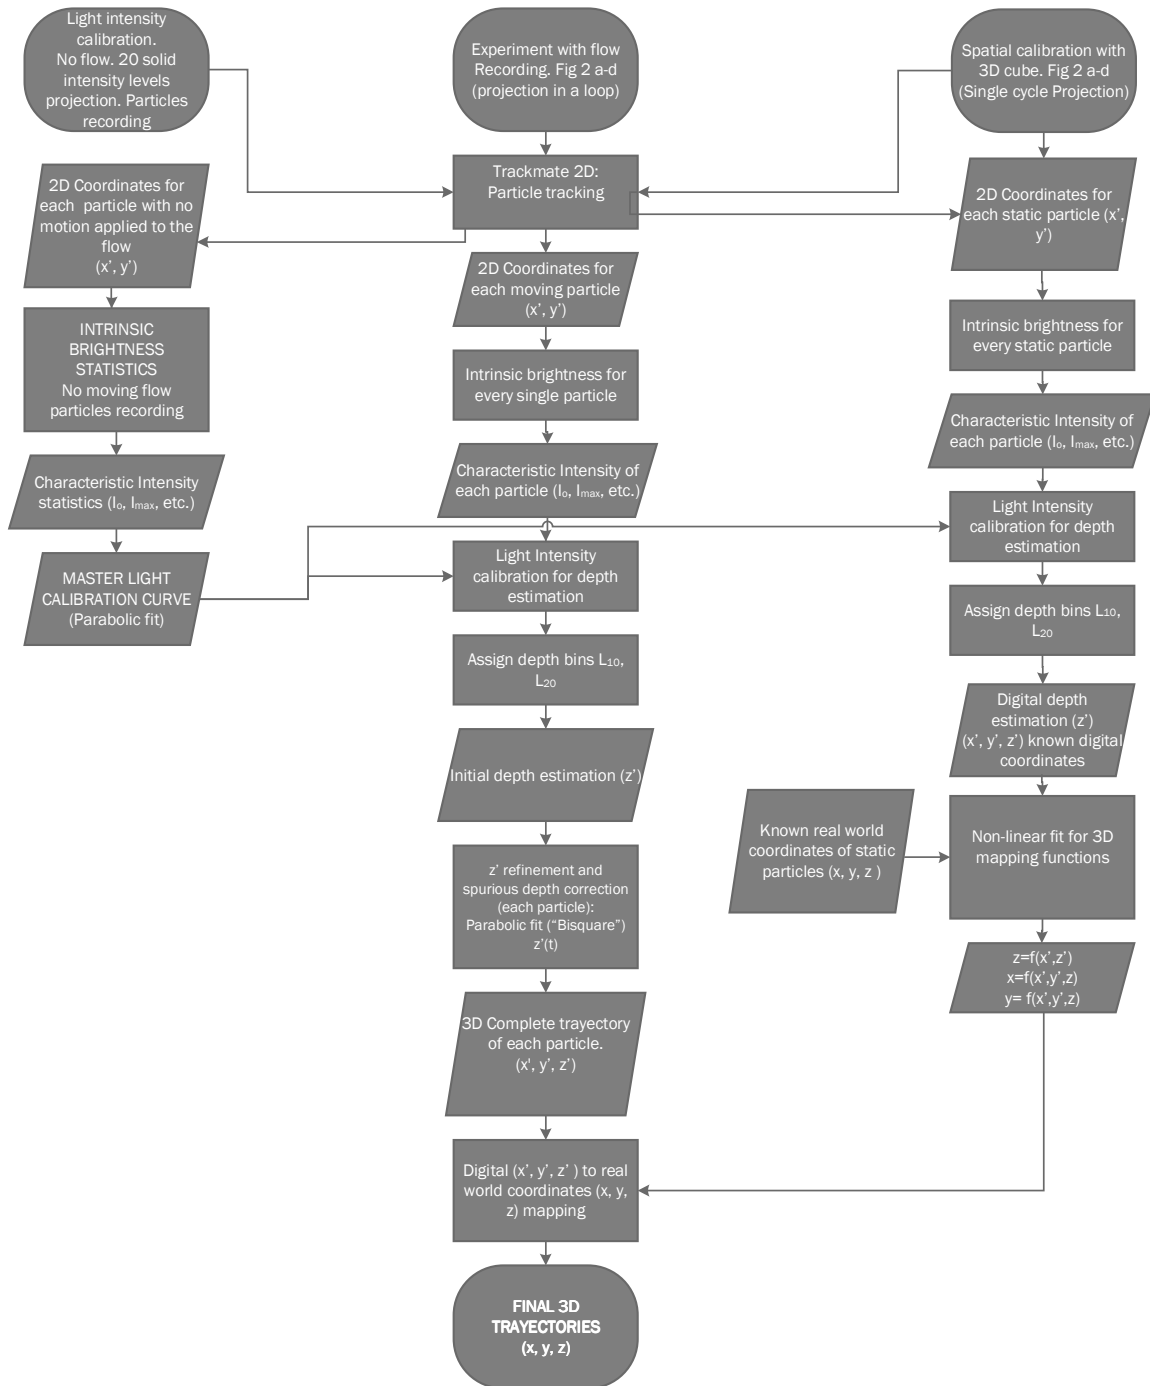 Light intensity
calibration.
No flow. 20 solid
intensity levels
projection. Particles
recording
Experiment with flow
Recording. Fig 2 a-d
(projection in a loop)
Spatial calibration with
3D cube. Fig 2 a-d
(Single cycle Projection)
Trackmate 2D:
Particle tracking
2D Coordinates for
each particle with no
motion applied to the
flow
(x’, y’)
2D Coordinates for
each static particle (x’,
y’)
2D Coordinates for
each moving particle
(x’, y’)
INTRINSIC
BRIGHTNESS
STATISTICS
No moving flow
particles recording
Intrinsic brightness for
every single particle
Intrinsic brightness for
every static particle
Characteristic Intensity
statistics (Iₒ, Iₘₐₓ, etc.)
Characteristic Intensity of
each particle (Iₒ, Iₘₐₓ, etc.)
Characteristic Intensity of
each particle (Iₒ, Iₘₐₓ, etc.)
MASTER LIGHT
CALIBRATION CURVE
(Parabolic fit)
Light Intensity
calibration for depth
estimation
Light Intensity
calibration for depth
estimation
Assign depth bins L₁₀,
L₂₀
Assign depth bins L₁₀,
L₂₀
Initial depth estimation (z’)
Digital depth
estimation (z’)
(x’, y’, z’) known digital
coordinates
z’ refinement and
spurious depth correction
(each particle):
Parabolic fit (“Bisquare”)
z’(t)
Known real world
coordinates of static
particles (x, y, z )
Non-linear fit for 3D
mapping functions
3D Complete trayectory
of each particle.
(x', y’, z’)
z=f(x’,z’)
x=f(x’,y’,z)
y= f(x’,y’,z)
Digital (x’, y’, z’ ) to real
world coordinates (x, y,
z) mapping
FINAL 3D
TRAYECTORIES
(x, y, z)